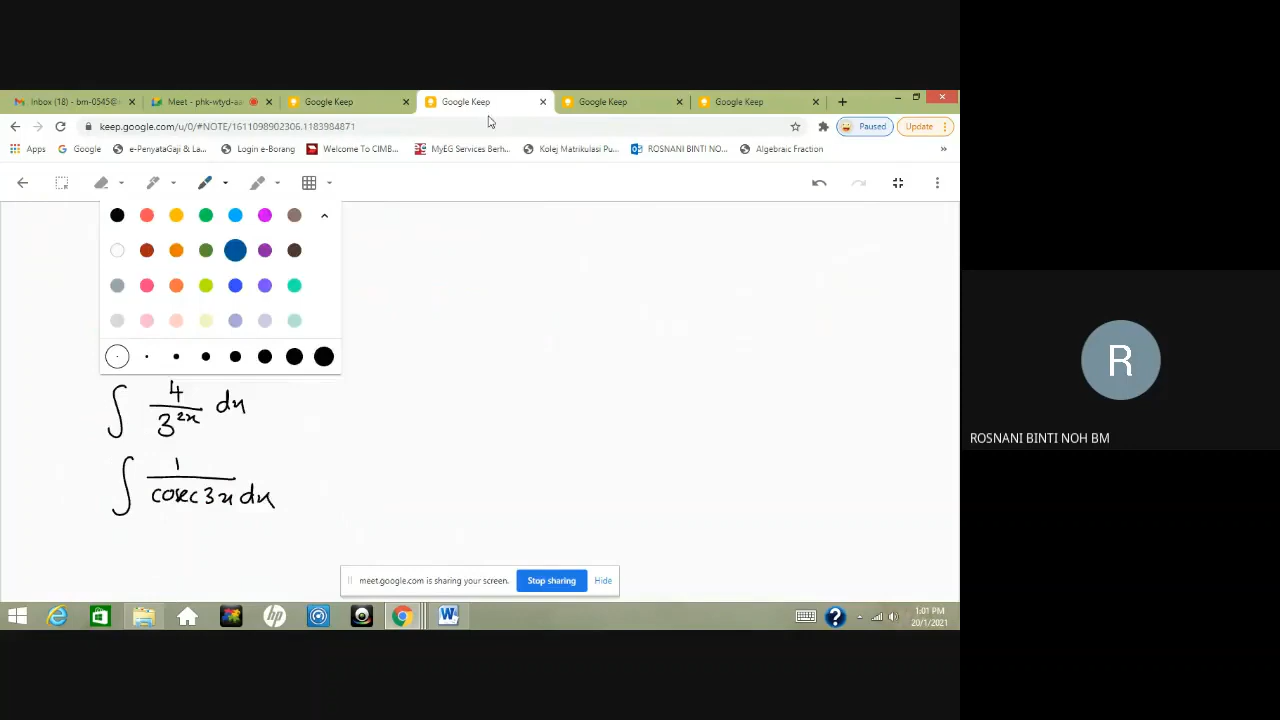 Inbox (18) - bm-0545@
Meet - phk-wtyd-aa
Google Keep
Google Keep
Google Keep
Google Keep
keep.google.com/u/0/#NOTE/1611098902306.1183984871
Paused
Update
Apps
Google
e-PenyataGaji & La...
Login e-Borang
Welcome To CIMB...
MyEG Services Berh...
Kolej Matrikulasi Pu...
ROSNANI BINTI NO...
Algebraic Fraction
»
∫ 4/3^{2x} dx
∫ 1/cosec 3x dx
R
ROSNANI BINTI NOH BM
meet.google.com is sharing your screen.
Stop sharing
Hide
1:01 PM
20/1/2021